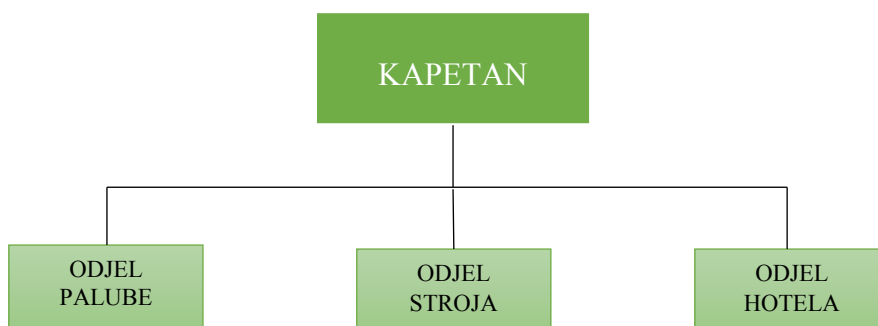 KAPETAN
ODJEL
PALUBE
ODJEL
STROJA
ODJEL
HOTELA